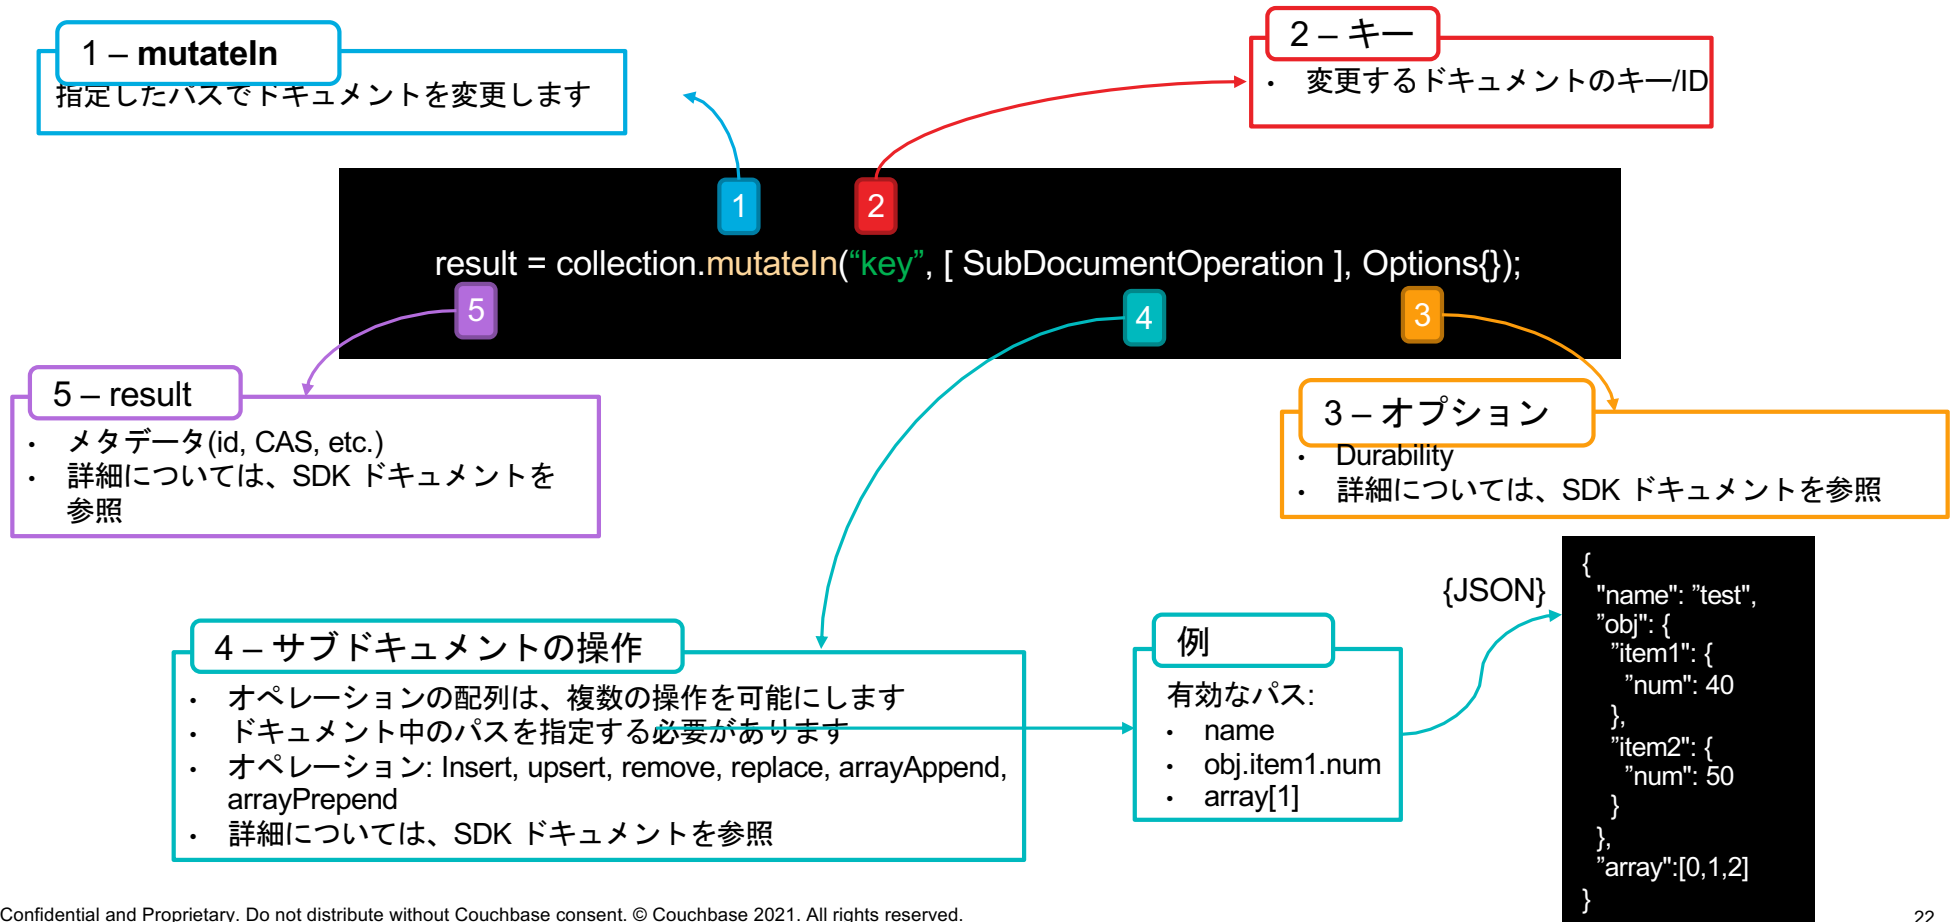 1 – mutateIn
指定したパスでドキュメントを変更します
2 – キー
• 変更するドキュメントのキー/ID
1
2
result = collection.mutateIn(“key”, [ SubDocumentOperation ], Options{});
5
4
3
5 – result
• メタデータ(id, CAS, etc.)
• 詳細については、SDK ドキュメントを
参照
3 – オプション
• Durability
• 詳細については、SDK ドキュメントを参照
4 – サブドキュメントの操作
• オペレーションの配列は、複数の操作を可能にします
• ドキュメント中のパスを指定する必要があります
• オペレーション: Insert, upsert, remove, replace, arrayAppend,
arrayPrepend
• 詳細については、SDK ドキュメントを参照
例
有効なパス:
• name
• obj.item1.num
• array[1]
{JSON}
{
"name": ”test",
”obj": {
”item1": {
”num": 40
},
”item2": {
”num": 50
}
},
”array":[0,1,2]
}
Confidential and Proprietary. Do not distribute without Couchbase consent. © Couchbase 2021. All rights reserved.
22